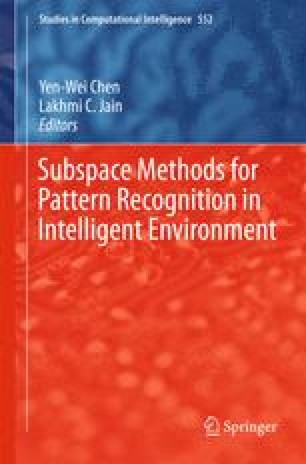 Studies in Computational Intelligence 552
Yen-Wei Chen
Lakhmi C. Jain
Editors
Subspace Methods for
Pattern Recognition in
Intelligent Environment
Springer